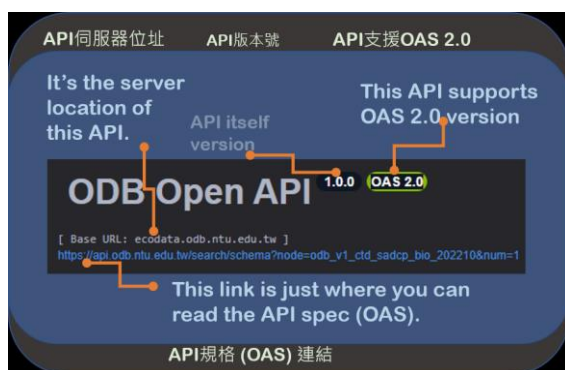 API伺服器位址 API版本號 API支援OAS 2.0
It's the server
location of
this API.
API itself
version
This API supports
OAS 2.0 version
ODB Open API 1.0.0 OAS 2.0
[ Base URL: ecodata.odb.ntu.edu.tw ]
https://api.odb.ntu.edu.tw/search/schema?node=odb_v1_ctd_sadcp_bio_202210&num=1
This link is just where you can
read the API spec (OAS).
API規格 (OAS) 連結